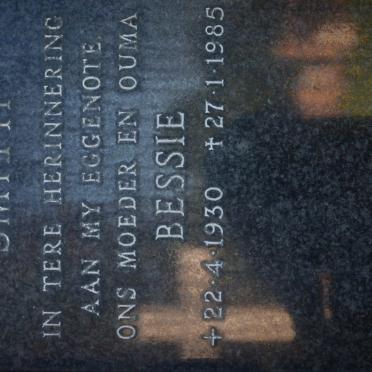 IN TERE HERINNERING
AAN MY EGGENOTE
ONS MOEDER EN OUMA
BESSIE
+22·4·1930 ✝27·1·1985